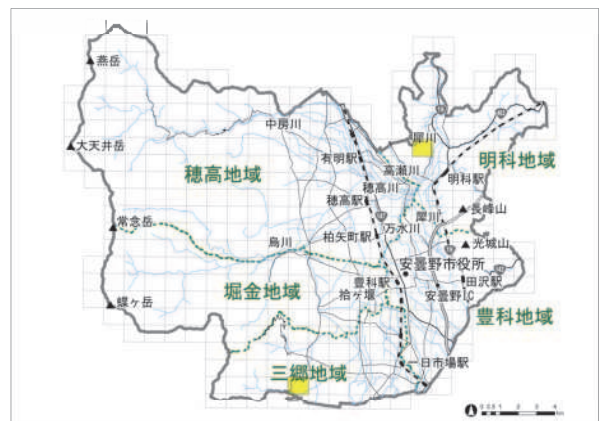 燕岳
大天井岳
中房川
犀川
有明駅
高瀬川
明科地域
穂高地域
穂高川
明科駅
穂高駅
犀川
長峰山
常念岳
万水川
柏矢町駅
烏川
光城山
安曇野市役所
豊科駅
田沢駅
堀金地域
拾ヶ堰
安曇野IC
蝶ヶ岳
豊科地域
一日市場駅
三郷地域